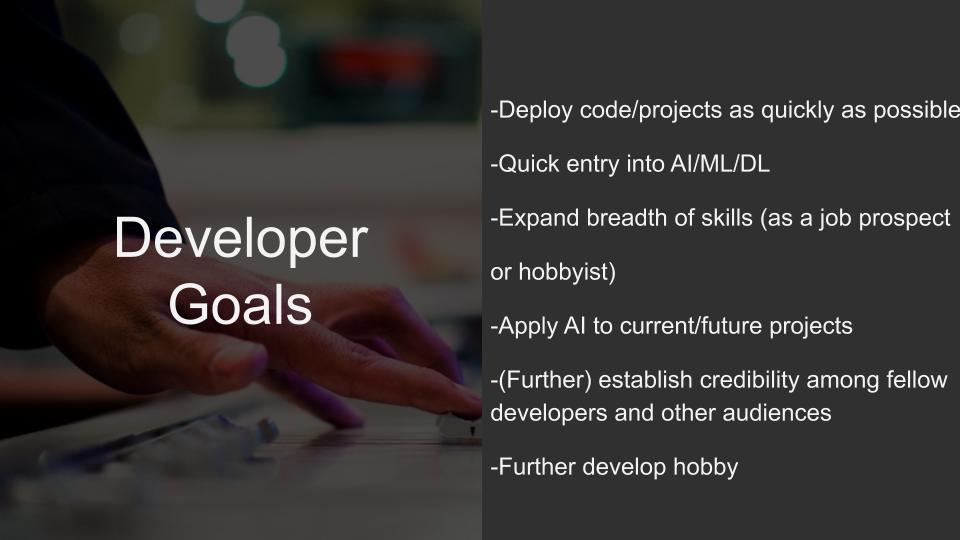 Developer
Goals
-Deploy code/projects as quickly as possible
-Quick entry into AI/ML/DL
-Expand breadth of skills (as a job prospect
or hobbyist)
-Apply AI to current/future projects
-(Further) establish credibility among fellow
developers and other audiences
-Further develop hobby